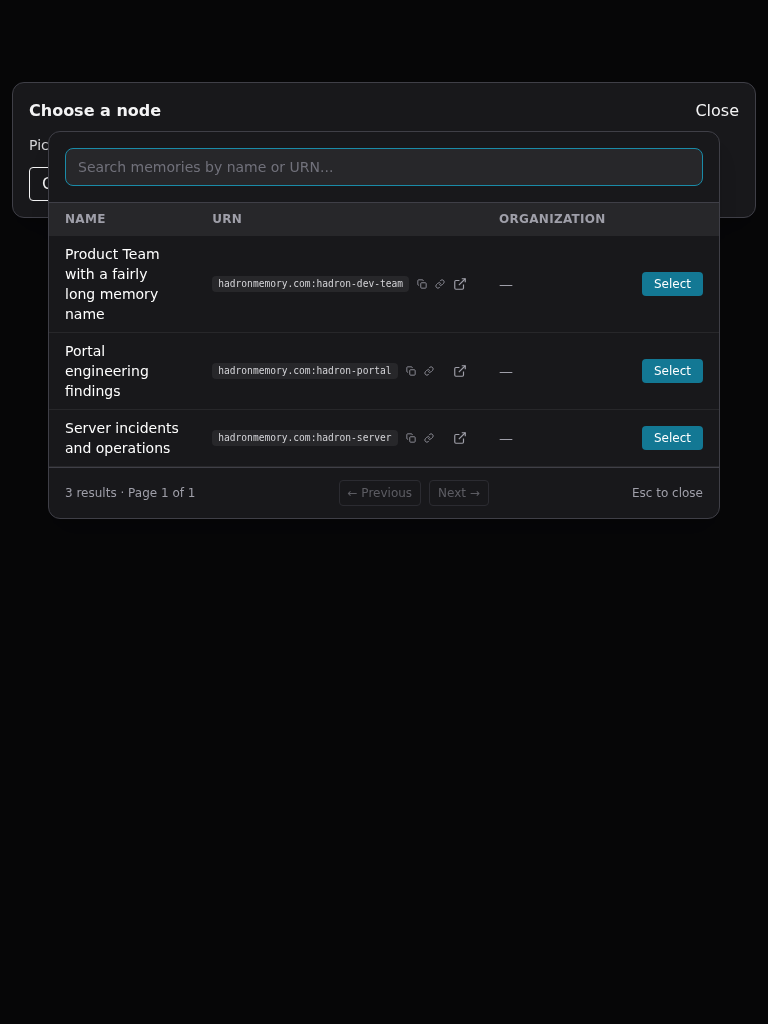 Choose a node
Close
Pic
Search memories by name or URN...
NAME
URN
ORGANIZATION
Product Team
with a fairly
long memory
name
hadronmemory.com:hadron-dev-team
—
Select
Portal
engineering
findings
hadronmemory.com:hadron-portal
—
Select
Server incidents
and operations
hadronmemory.com:hadron-server
—
Select
3 results · Page 1 of 1
← Previous
Next →
Esc to close